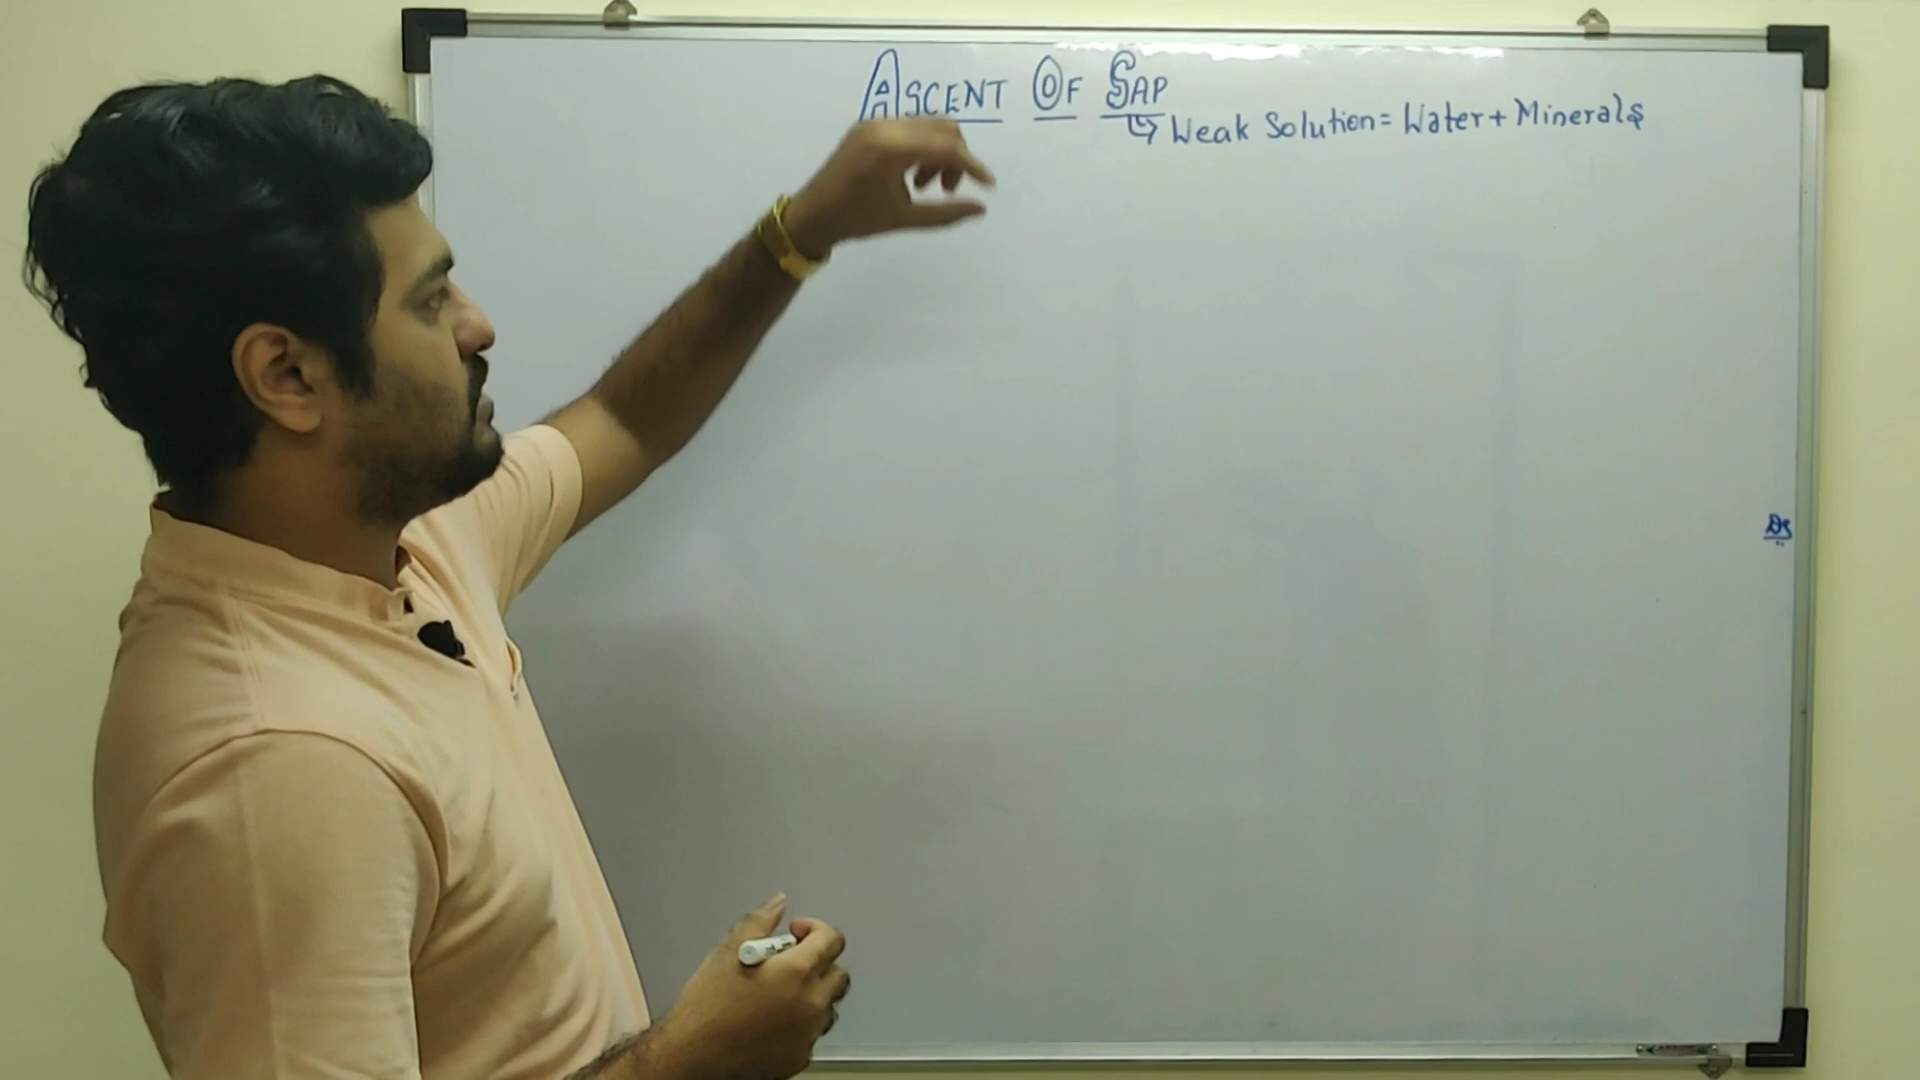 ASCENT OF SAP
↳ Weak Solution = Water + Minerals